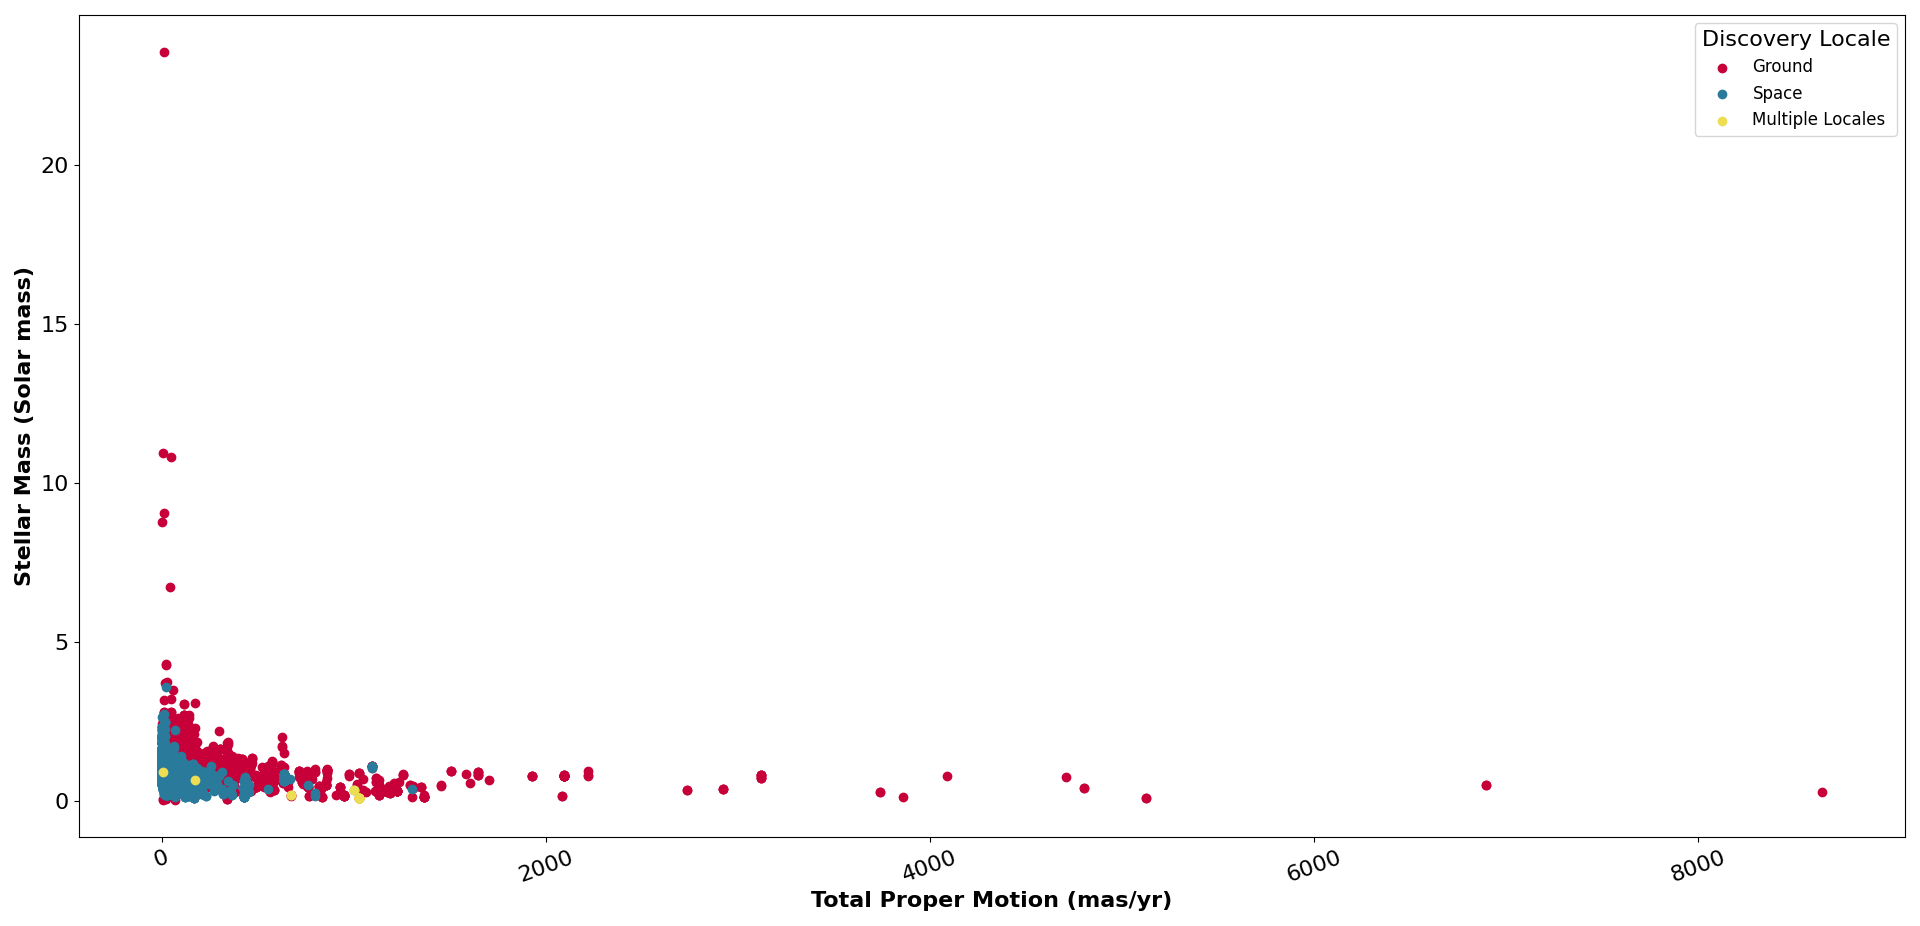 Discovery Locale
Ground
Space
Multiple Locales
Stellar Mass (Solar mass)
20
15
10
5
0
0
2000
4000
6000
8000
Total Proper Motion (mas/yr)